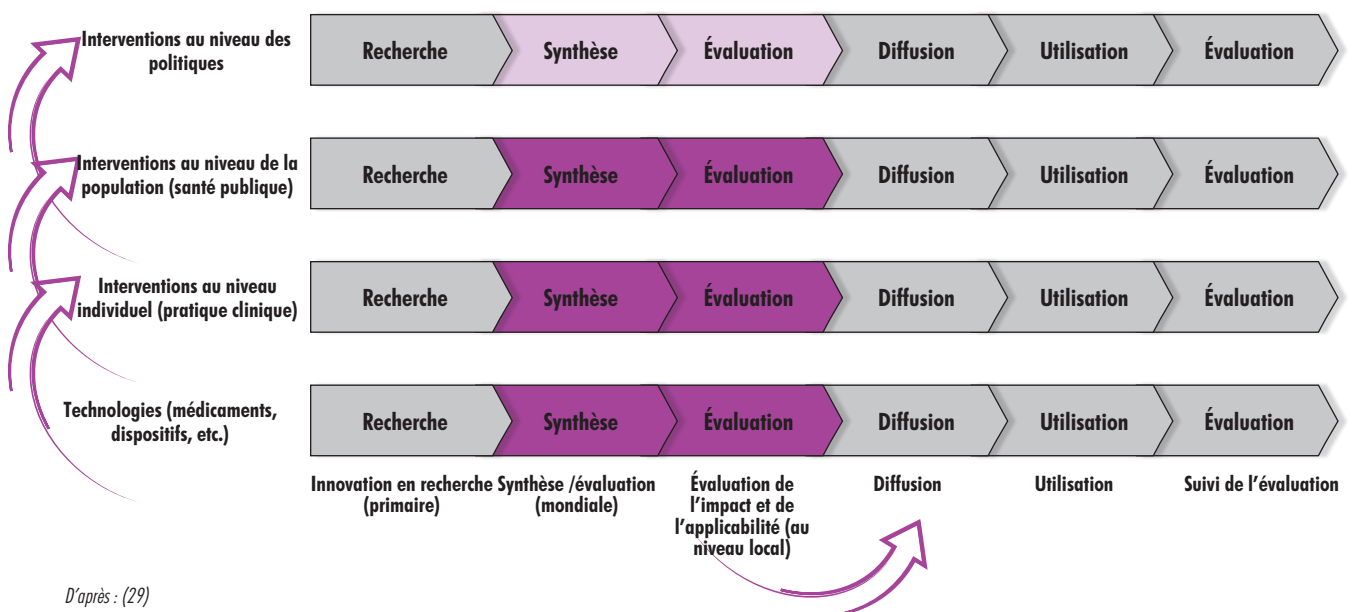 Interventions au niveau des
politiques
Recherche
Synthèse
Évaluation
Diffusion
Utilisation
Évaluation
Interventions au niveau de la
population (santé publique)
Recherche
Synthèse
Évaluation
Diffusion
Utilisation
Évaluation
Interventions au niveau
individuel (pratique clinique)
Recherche
Synthèse
Évaluation
Diffusion
Utilisation
Évaluation
Technologies (médicaments,
dispositifs, etc.)
Recherche
Synthèse
Évaluation
Diffusion
Utilisation
Évaluation
Innovation en recherche
(primaire)
Synthèse /évaluation
(mondiale)
Évaluation de
l'impact et de
l'applicabilité (au
niveau local)
Diffusion
Utilisation
Suivi de l'évaluation
D'après : (29)